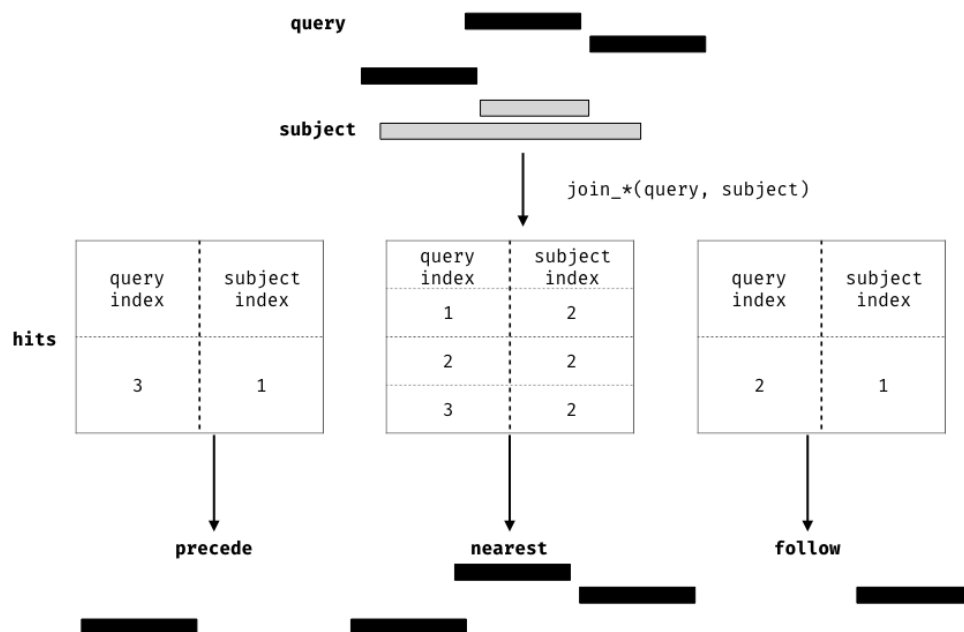 query
subject
join_*(query, subject)
query subject
index index
3 1
query subject
index index
1 2
2 2
3 2
query subject
index index
2 1
hits
precede
nearest
follow